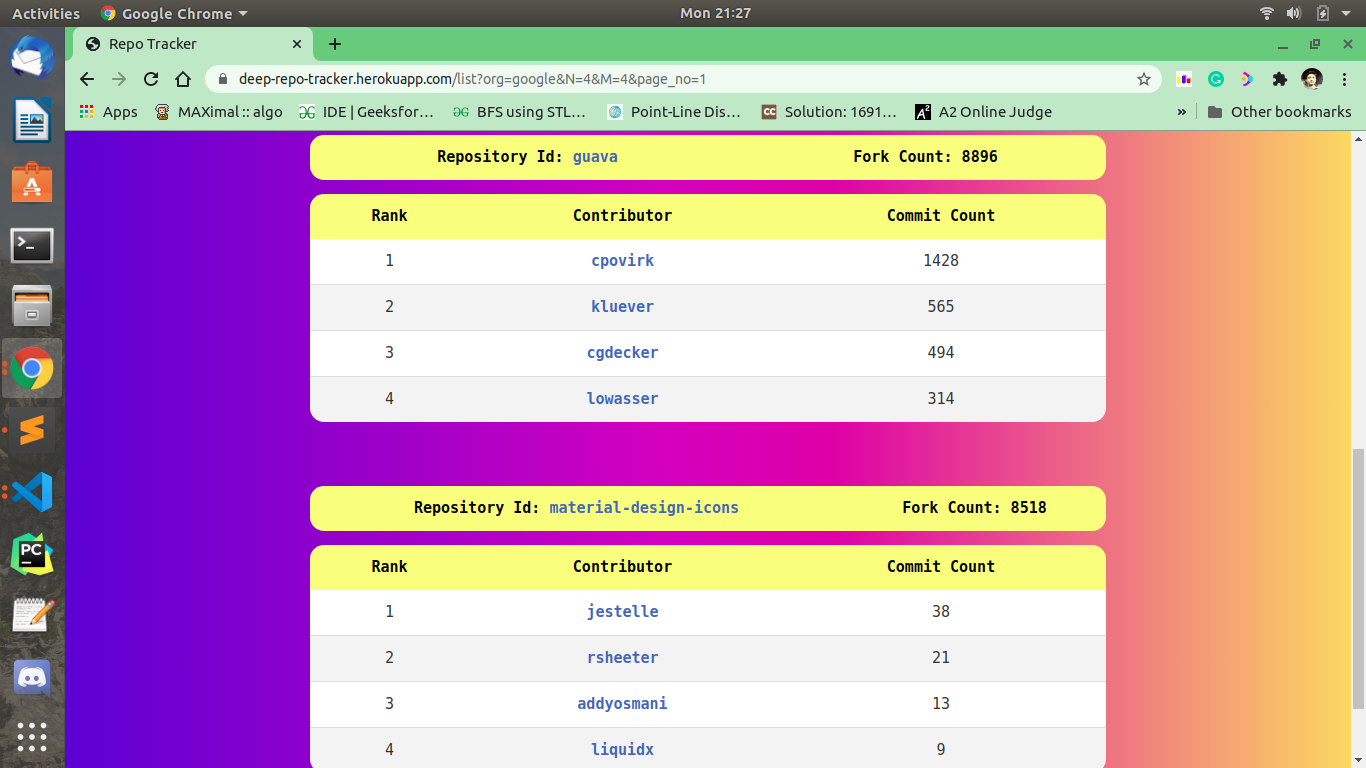 Activities Google Chrome Mon 21:27
Repo Tracker
deep-repo-tracker.herokuapp.com/list?org=google&N=4&M=4&page_no=1
Apps MAXimal :: algo IDE | Geeksfor… BFS using STL… Point-Line Dis… CC Solution: 1691… A2 A2 Online Judge » Other bookmarks
Repository Id: guava Fork Count: 8896
Rank Contributor Commit Count
1 cpovirk 1428
2 kluever 565
3 cgdecker 494
4 lowasser 314
Repository Id: material-design-icons Fork Count: 8518
Rank Contributor Commit Count
1 jestelle 38
2 rsheeter 21
3 addyosmani 13
4 liquidx 9
PC